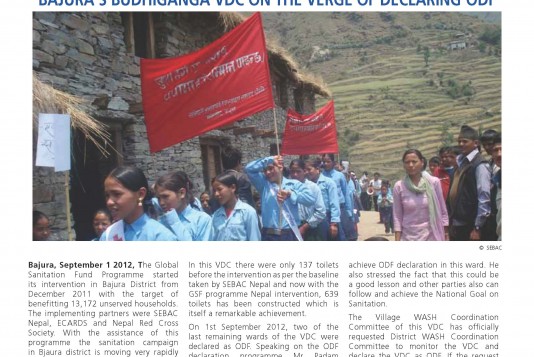 BAJURA'S BUDHIGANGA VDC ON THE VERGE OF DECLARING ODF
© SEBAC
Bajura, September 1 2012, The Global
Sanitation Fund Programme started
its intervention in Bajura District from
December 2011 with the target of
benefitting 13,172 unserved households.
The implementing partners were SEBAC
Nepal, ECARDS and Nepal Red Cross
Society. With the assistance of this
programme the sanitation campaign
in Bjaura district is moving very rapidly
In this VDC there were only 137 toilets
before the intervention as per the baseline
taken by SEBAC Nepal and now with the
GSF programme Nepal intervention, 639
toilets has been constructed which is
itself a remarkable achievement.
On 1st September 2012, two of the
last remaining wards of the VDC were
declared as ODF. Speaking on the ODF
declaration programme Mr. Padam
achieve ODF declaration in this ward. He
also stressed the fact that this could be
a good lesson and other parties also can
follow and achieve the National Goal on
Sanitation.
The Village WASH Coordination
Committee of this VDC has officially
requested District WASH Coordination
Committee to monitor the VDC and
declare the VDC as ODF if the request